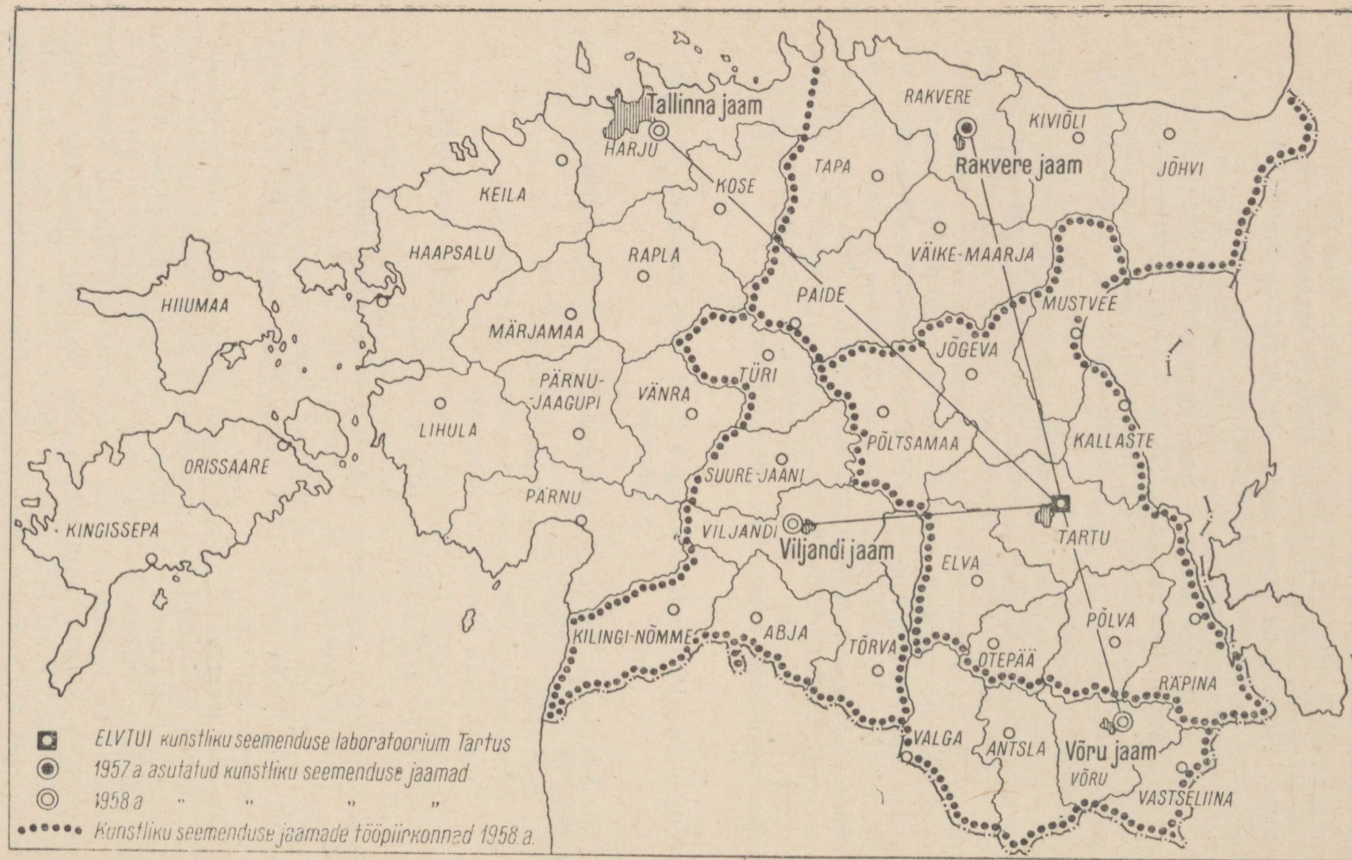 Tallinna jaam
HARJU
RAKVERE
KIVIÕLI
Rakvere jaam
JÕHVI
KEILA
KOSE
TAPA
HAAPSALU
RAPLA
VÄIKE-MAARJA
HIIUMAA
MÄRJAMAA
PAIDE
MUSTVEE
JÕGEVA
TÜRI
PÄRNU-
JAAGUPI
VÄNRA
LIHULA
PÕLTSAMAA
KALLASTE
ORISSAARE
SUURE-JAANI
PÄRNU
KINGISSEPA
VILJANDI
Viljandi jaam
TARTU
ELVA
KILINGI-NÕMME
ABJA
TÕRVA
OTEPÄÄ
PÕLVA
RÄPINA
VALGA
ANTSLA
Võru jaam
VÕRU
VASTSELIINA
ELVTUI kunstliku seemenduse laboratoorium Tartus
1957 a asutatud kunstliku seemenduse jaamad
1958 a " " " "
Kunstliku seemenduse jaamade tööpiirkonnad 1958 a.